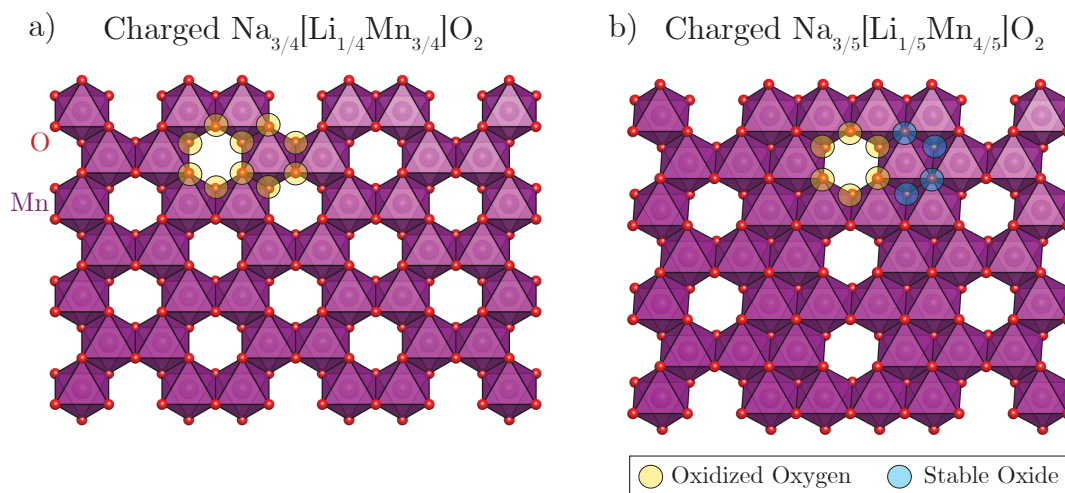 a) Charged Na3/4[Li1/4Mn3/4]O2
b) Charged Na3/5[Li1/5Mn4/5]O2
O
Mn
Oxidized Oxygen
Stable Oxide